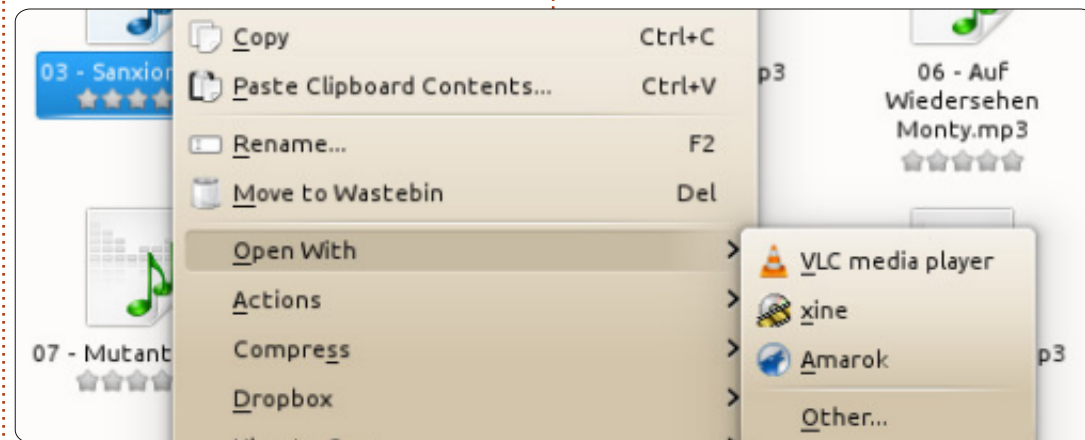 Copy Ctrl+C
03 - Sanxion
p3
06 - Auf
Wiedersehen
Monty.mp3
Paste Clipboard Contents... Ctrl+V
Rename... F2
Move to Wastebin Del
Open With
Actions
Compress
Dropbox
07 - Mutant
p3
VLC media player
xine
Amarok
Other...